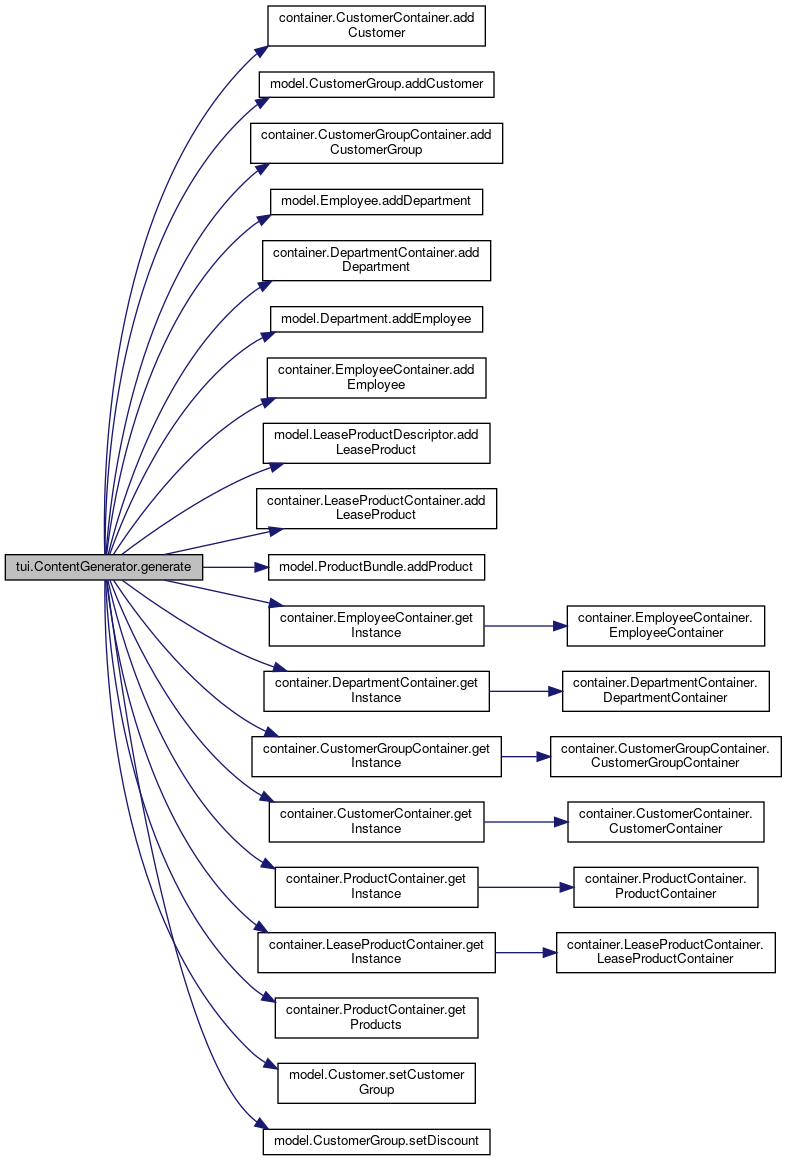 container.CustomerContainer.add
Customer
model.CustomerGroup.addCustomer
container.CustomerGroupContainer.add
CustomerGroup
model.Employee.addDepartment
container.DepartmentContainer.add
Department
model.Department.addEmployee
container.EmployeeContainer.add
Employee
model.LeaseProductDescriptor.add
LeaseProduct
container.LeaseProductContainer.add
LeaseProduct
tui.ContentGenerator.generate
model.ProductBundle.addProduct
container.EmployeeContainer.get
Instance
container.EmployeeContainer.
EmployeeContainer
container.DepartmentContainer.get
Instance
container.DepartmentContainer.
DepartmentContainer
container.CustomerGroupContainer.get
Instance
container.CustomerGroupContainer.
CustomerGroupContainer
container.CustomerContainer.get
Instance
container.CustomerContainer.
CustomerContainer
container.ProductContainer.get
Instance
container.ProductContainer.
ProductContainer
container.LeaseProductContainer.get
Instance
container.LeaseProductContainer.
LeaseProductContainer
container.ProductContainer.get
Products
model.Customer.setCustomer
Group
model.CustomerGroup.setDiscount